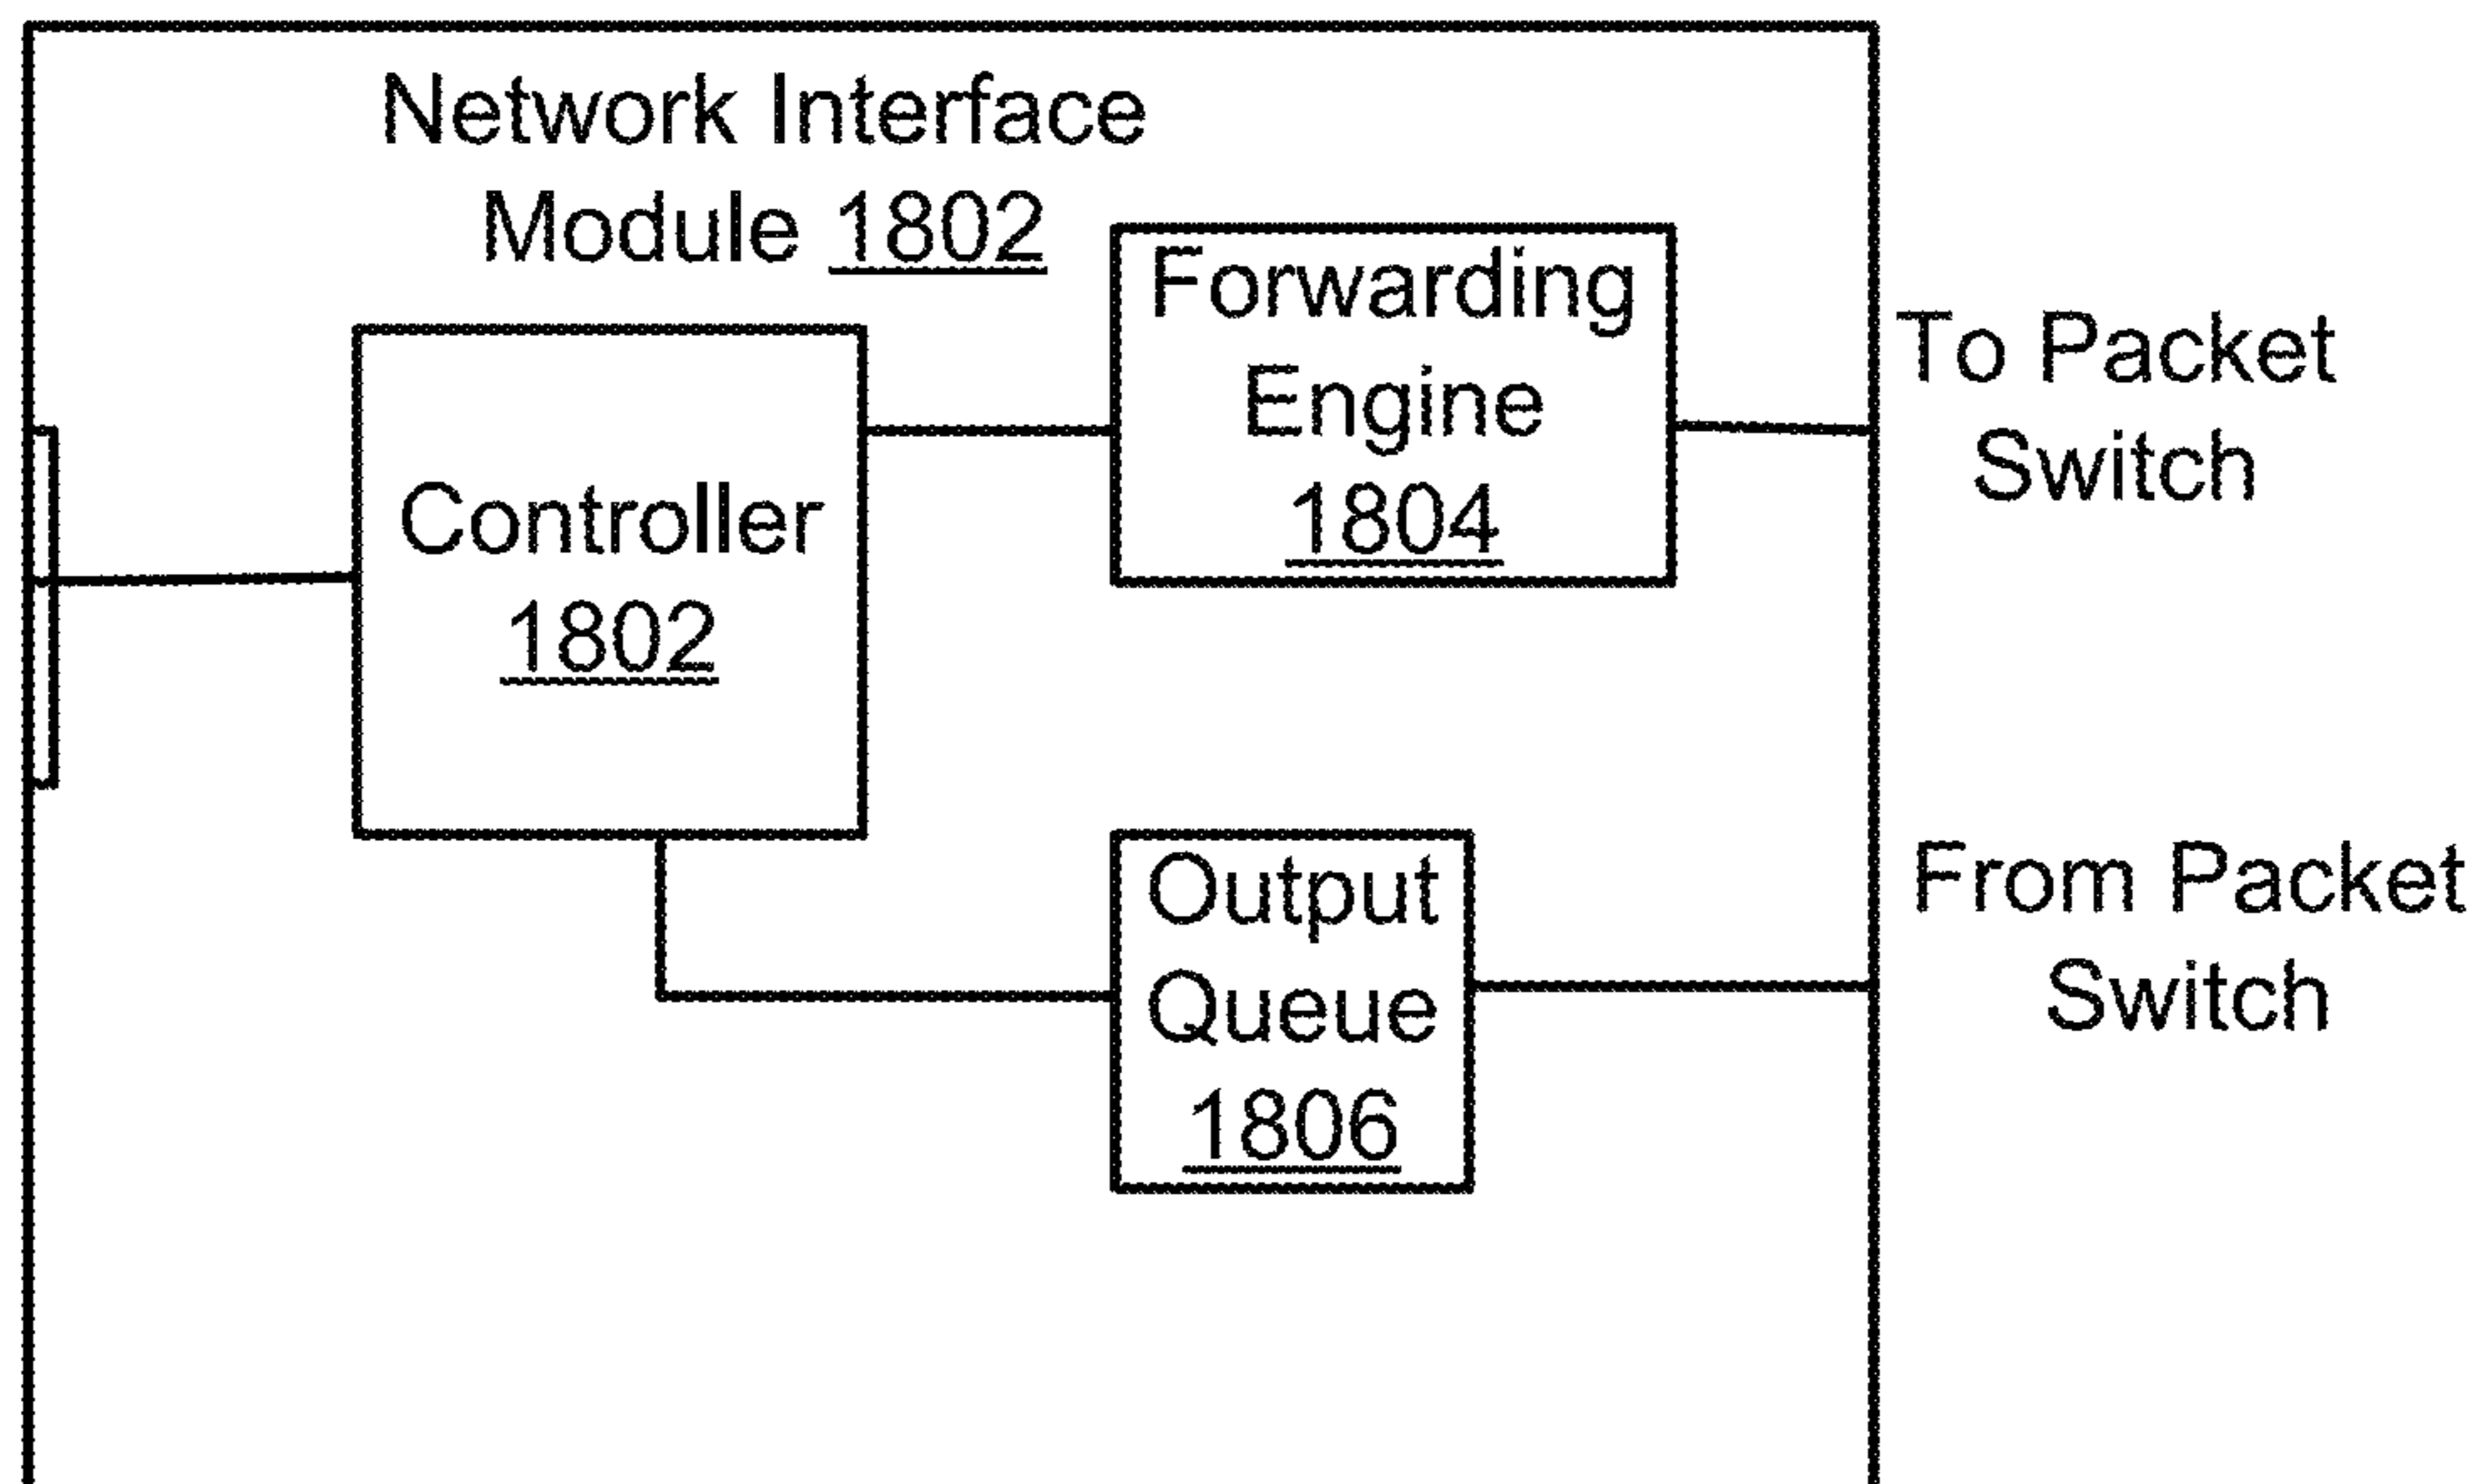 Network Interface
Module 1802
Forwarding
Engine
1804
To Packet
Switch
Controller
1802
Output
Queue
1806
From Packet
Switch